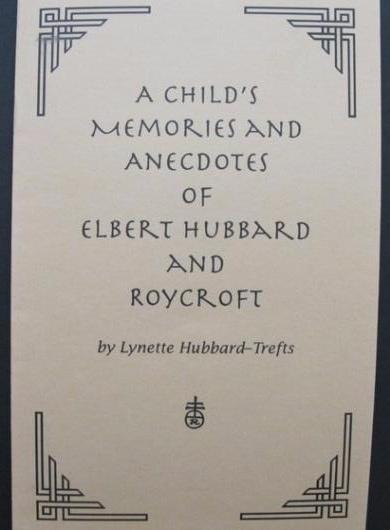 A CHILD'S
MEMORIES AND
ANECDOTES
OF
ELBERT HUBBARD
AND
ROYCROFT
by Lynette Hubbard-Trefts
R